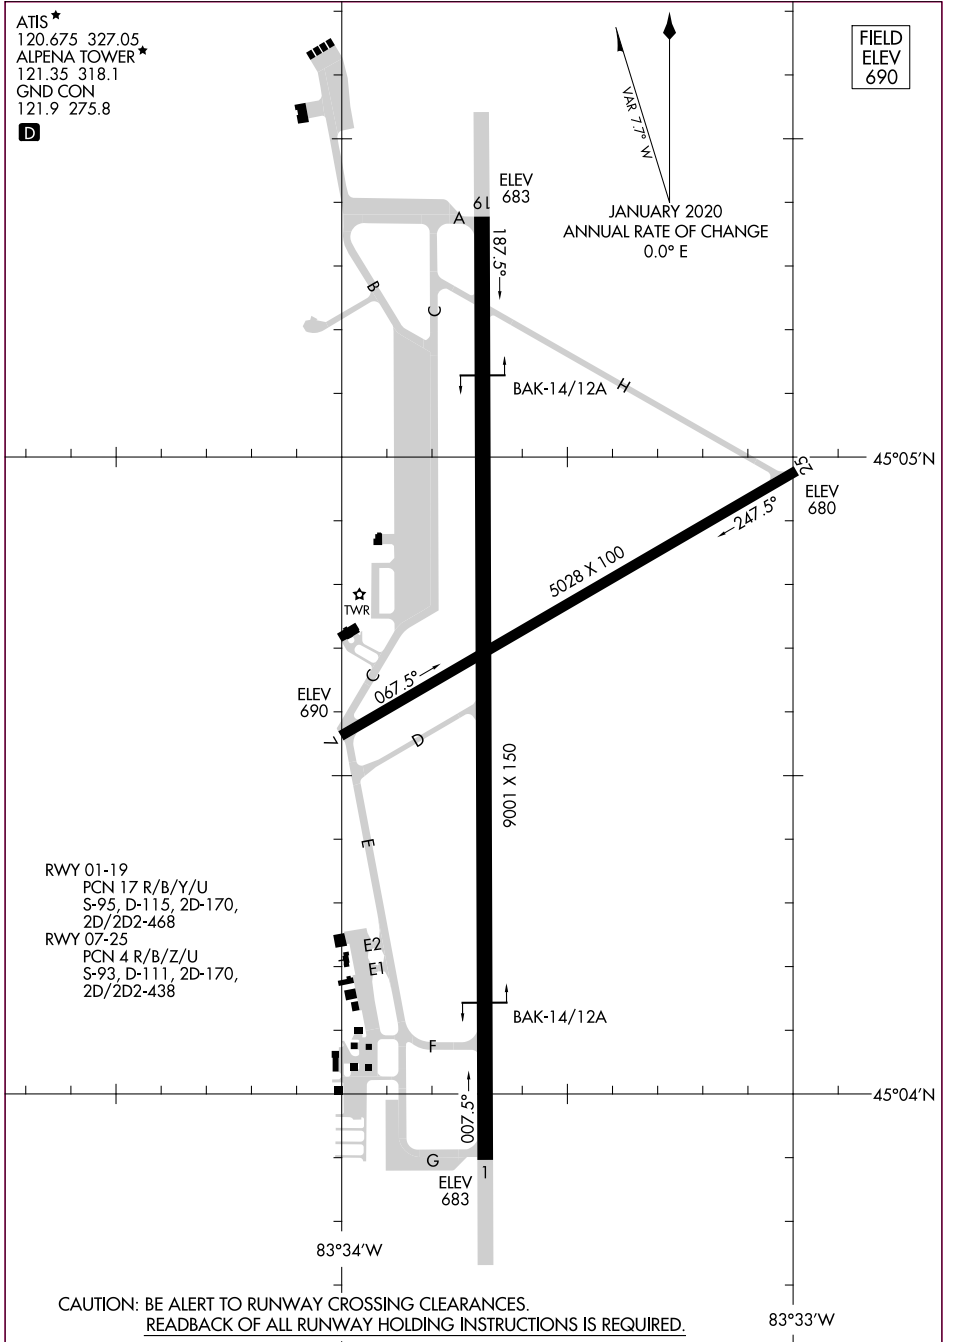 ATIS ★
120.675 327.05
ALPENA TOWER ★
121.35 318.1
GND CON
121.9 275.8
D
FIELD
ELEV
690
VAR 7.7° W
JANUARY 2020
ANNUAL RATE OF CHANGE
0.0° E
ELEV
683
19
A
187.5°
B
C
H
BAK-14/12A
45°05'N
25
ELEV
680
247.5°
5028 X 100
TWR
C
067.5°
ELEV
690
7
D
9001 X 150
E
RWY 01-19
PCN 17 R/B/Y/U
S-95, D-115, 2D-170,
2D/2D2-468
RWY 07-25
PCN 4 R/B/Z/U
S-93, D-111, 2D-170,
2D/2D2-438
E2
E1
BAK-14/12A
F
45°04'N
007.5°
G
1
ELEV
683
83°34'W
83°33'W
CAUTION: BE ALERT TO RUNWAY CROSSING CLEARANCES.
READBACK OF ALL RUNWAY HOLDING INSTRUCTIONS IS REQUIRED.